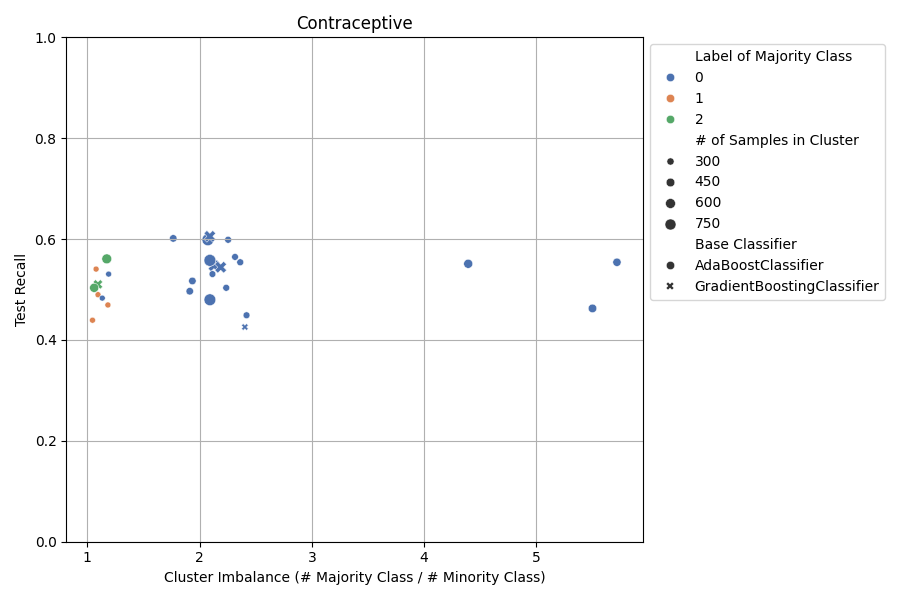 Contraceptive
1.0
0.8
0.6
0.4
0.2
0.0
Test Recall
1
2
3
4
5
Cluster Imbalance (# Majority Class / # Minority Class)
Label of Majority Class
0
1
2
# of Samples in Cluster
300
450
600
750
Base Classifier
AdaBoostClassifier
GradientBoostingClassifier